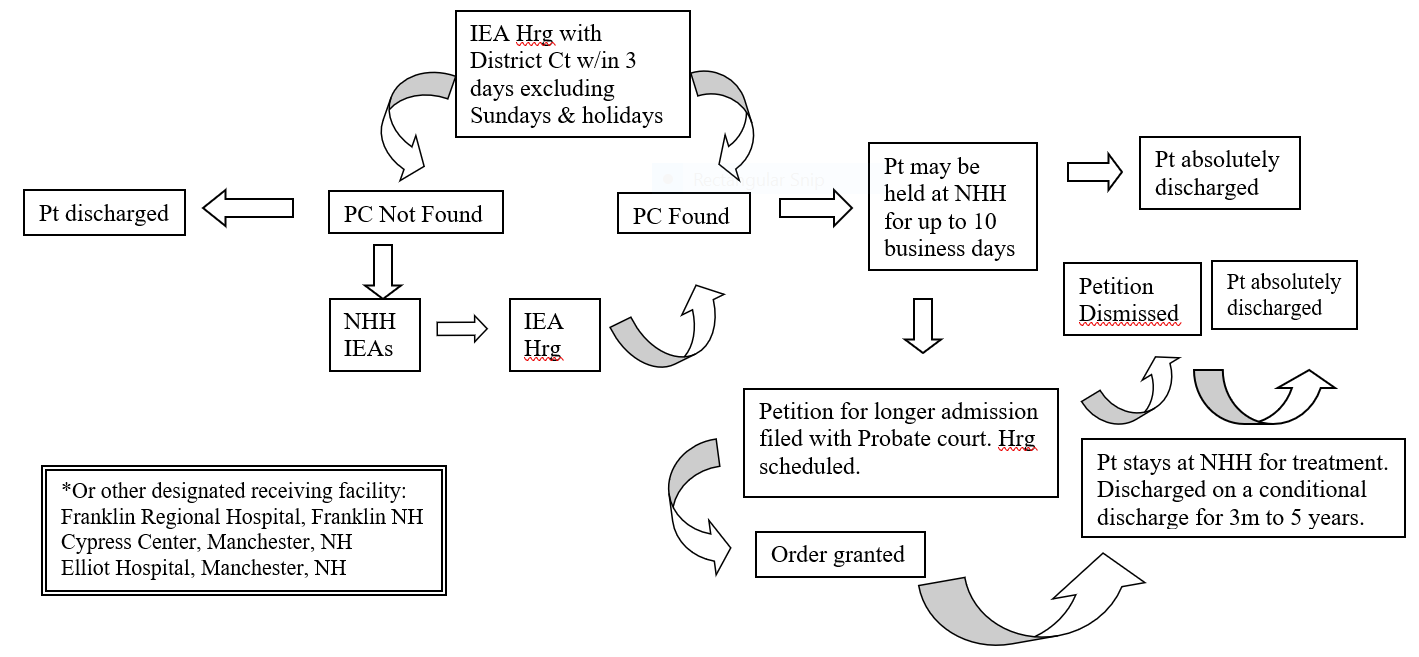 IEA Hrg with
District Ct w/in 3
days excluding
Sundays & holidays
Pt discharged
PC Not Found
PC Found
Pt may be
held at NHH
for up to 10
business days
Pt absolutely
discharged
NHH
IEAs
IEA
Hrg
Petition
Dismissed
Pt absolutely
discharged
Petition for longer admission
filed with Probate court. Hrg
scheduled.
Pt stays at NHH for treatment.
Discharged on a conditional
discharge for 3m to 5 years.
Order granted
*Or other designated receiving facility:
Franklin Regional Hospital, Franklin NH
Cypress Center, Manchester, NH
Elliot Hospital, Manchester, NH
Rectangular Snip